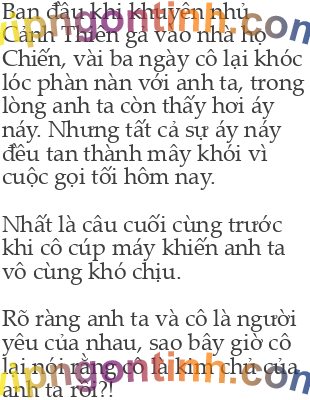 Ban đầu khi khuyên nhủ
Cảnh Thiên gả vào nhà họ
Chiến, vài ba ngày cô lại khóc
lóc phàn nàn với anh ta, trong
lòng anh ta còn thấy hơi áy
náy. Nhưng tất cả sự áy náy
đều tan thành mây khói vì
cuộc gọi tối hôm nay.
Nhất là câu cuối cùng trước
khi cô cúp máy khiến anh ta
vô cùng khó chịu.
Rõ ràng anh ta và cô là người
yêu của nhau, sao bây giờ cô
lại nói rằng cô là kim chủ của
anh ta rồi?!
vipngontinh.com
vipngontinh.com